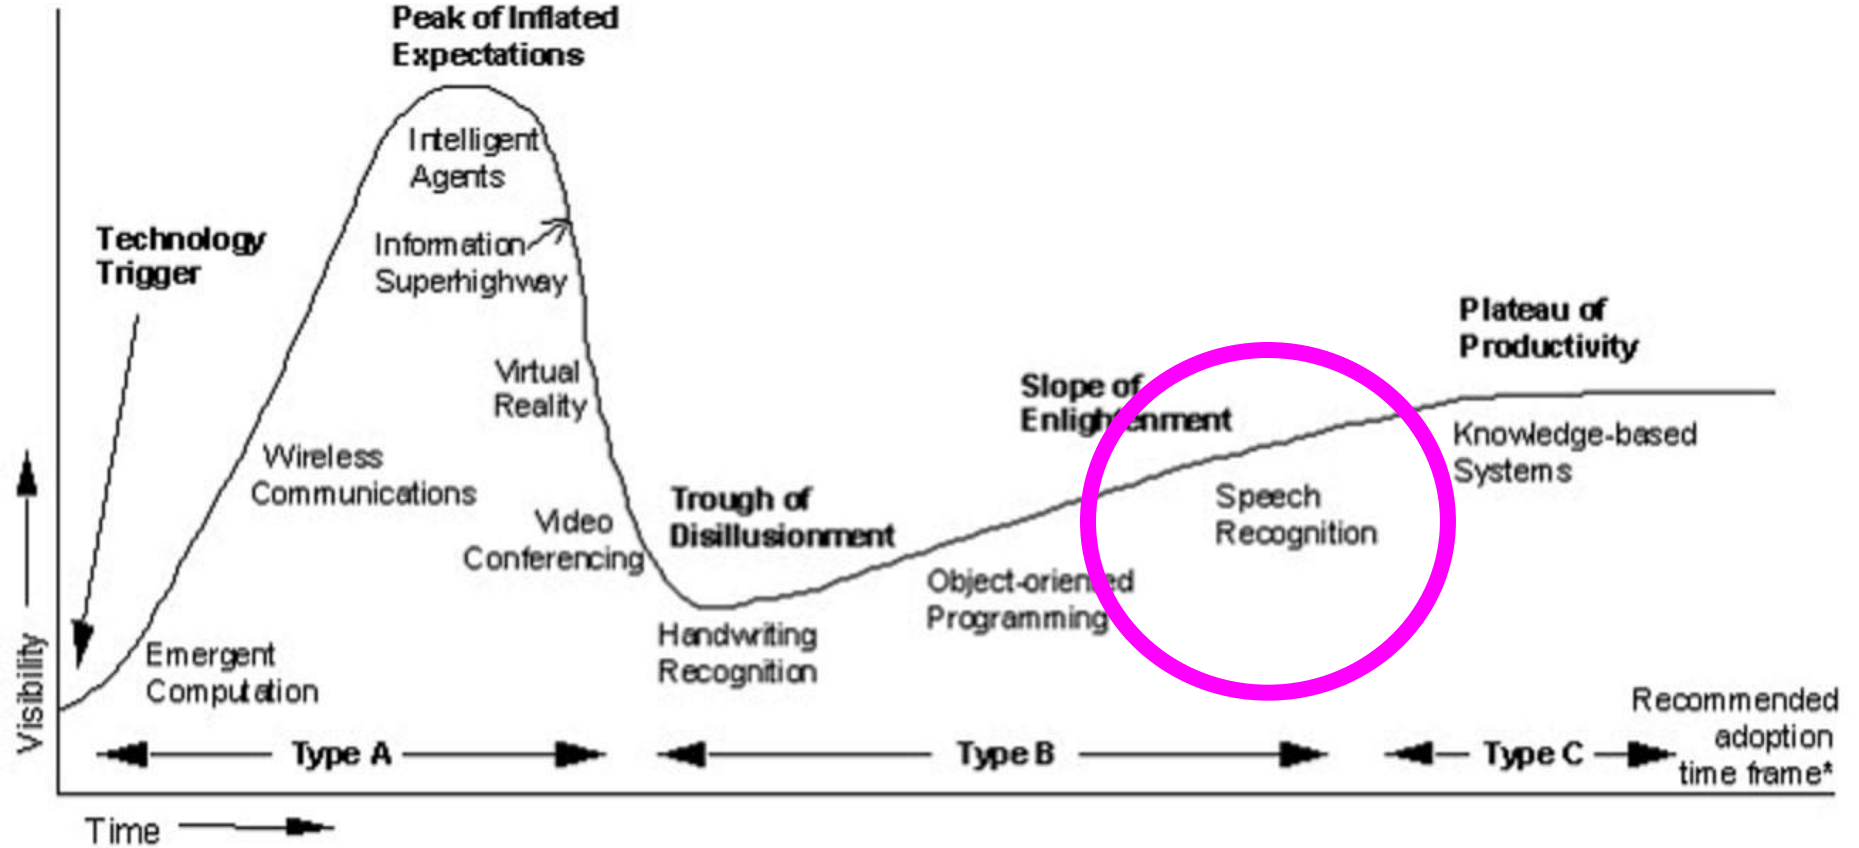 Peak of Inflated
Expectations
Intelligent
Agents
Technology
Trigger
Information
Superhighway
Plateau of
Productivity
Virtual
Reality
Slope of
Enlightenment
Wireless
Communications
Knowledge-based
Systems
Trough of
Disillusionment
Speech
Recognition
Video
Conferencing
Object-oriented
Programming
Handwriting
Recognition
Emergent
Computation
Visibility
Recommended
adoption
time frame*
Type A
Type B
Type C
Time